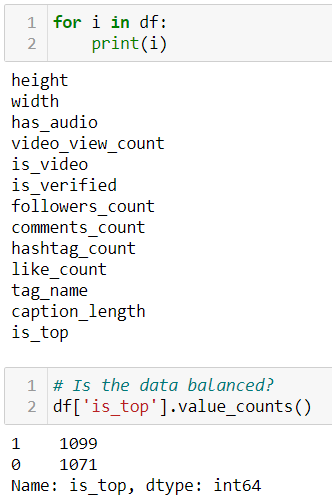 1 for i in df:
2     print(i)
height
width
has_audio
video_view_count
is_video
is_verified
followers_count
comments_count
hashtag_count
like_count
tag_name
caption_length
is_top
1 # Is the data balanced?
2 df['is_top'].value_counts()
1    1099
0    1071
Name: is_top, dtype: int64